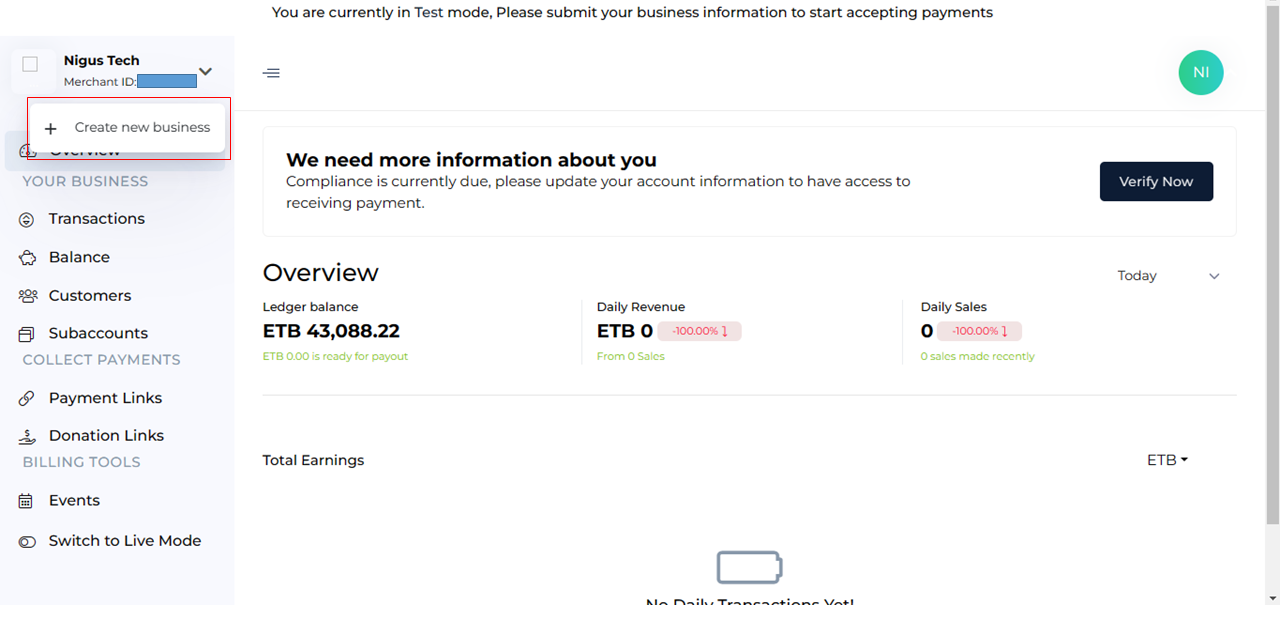 You are currently in Test mode, Please submit your business information to start accepting payments
Nigus Tech
Merchant ID:
NI
+ Create new business
Overview
YOUR BUSINESS
Transactions
Balance
Customers
Subaccounts
COLLECT PAYMENTS
Payment Links
Donation Links
BILLING TOOLS
Events
Switch to Live Mode
We need more information about you
Compliance is currently due, please update your account information to have access to
receiving payment.
Verify Now
Overview
Today
Ledger balance
ETB 43,088.22
ETB 0.00 is ready for payout
Daily Revenue
ETB 0 -100.00%
From 0 Sales
Daily Sales
0 -100.00%
0 sales made recently
Total Earnings
ETB
No Daily Transactions Yet!